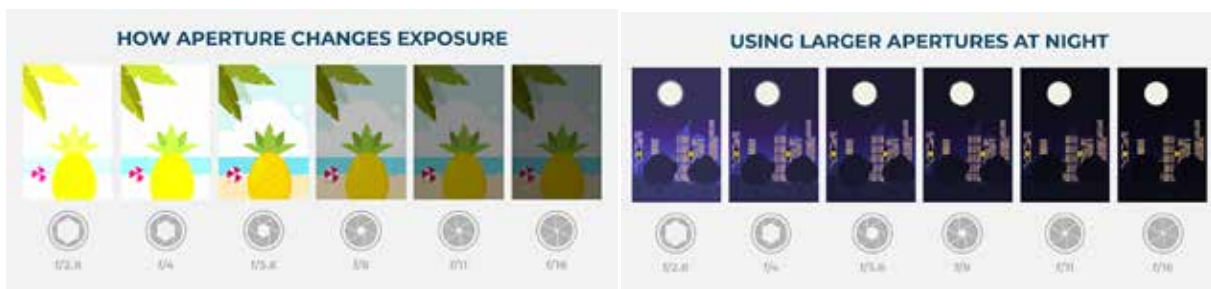 HOW APERTURE CHANGES EXPOSURE
f/2.8 f/4 f/5.6 f/8 f/11 f/16
USING LARGER APERTURES AT NIGHT
f/2.8 f/4 f/5.6 f/8 f/11 f/16